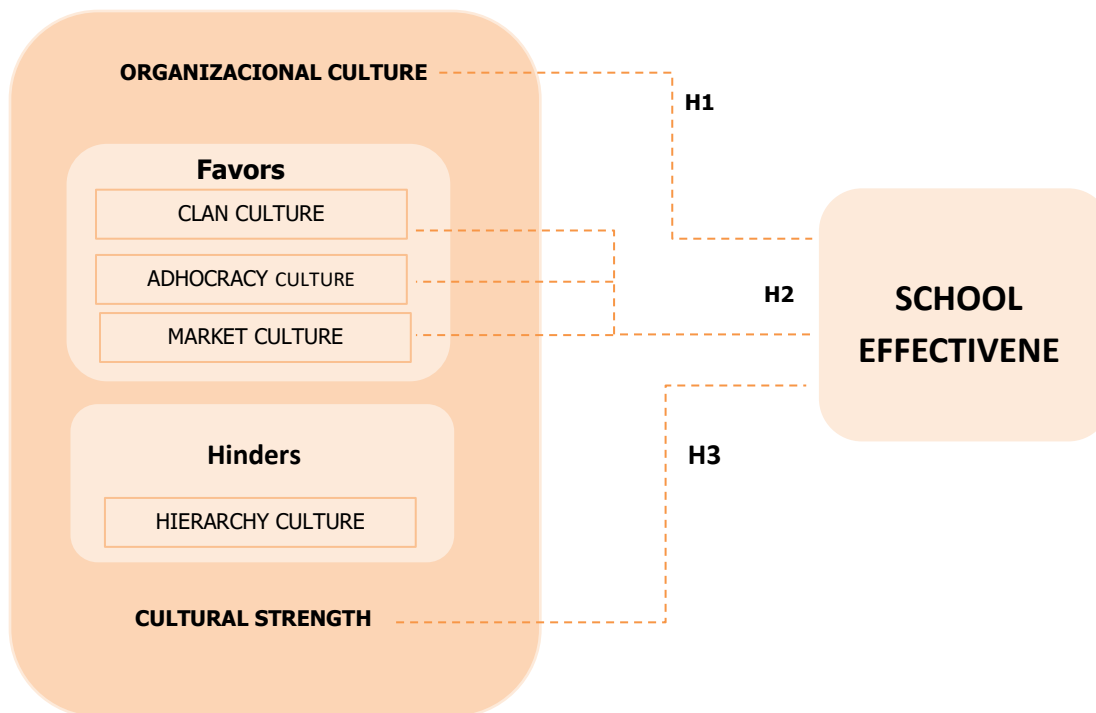 ORGANIZACIONAL CULTURE
H1
Favors
CLAN CULTURE
ADHOCRACY CULTURE
MARKET CULTURE
H2
SCHOOL
EFFECTIVENE
Hinders
HIERARCHY CULTURE
H3
CULTURAL STRENGTH